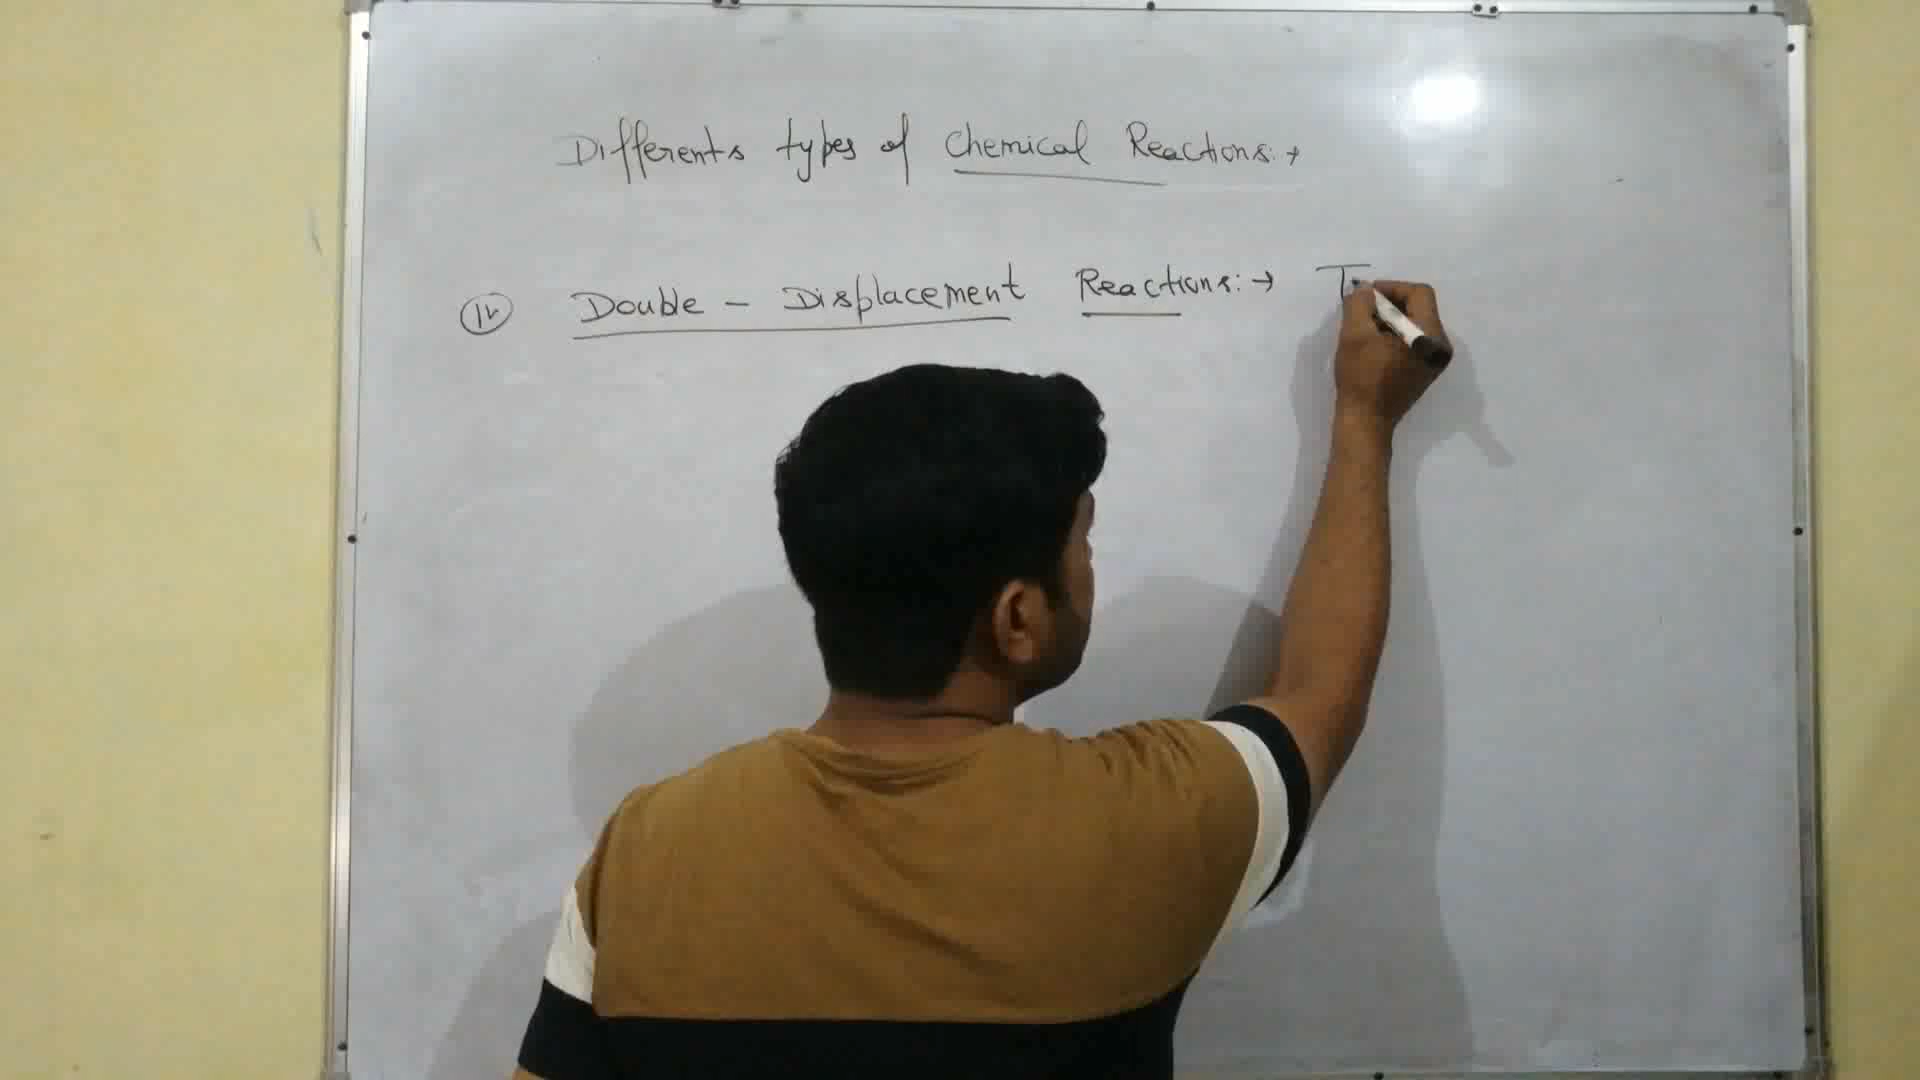 Differents types of Chemical Reactions:→
(iv) Double - Displacement Reactions:→ T